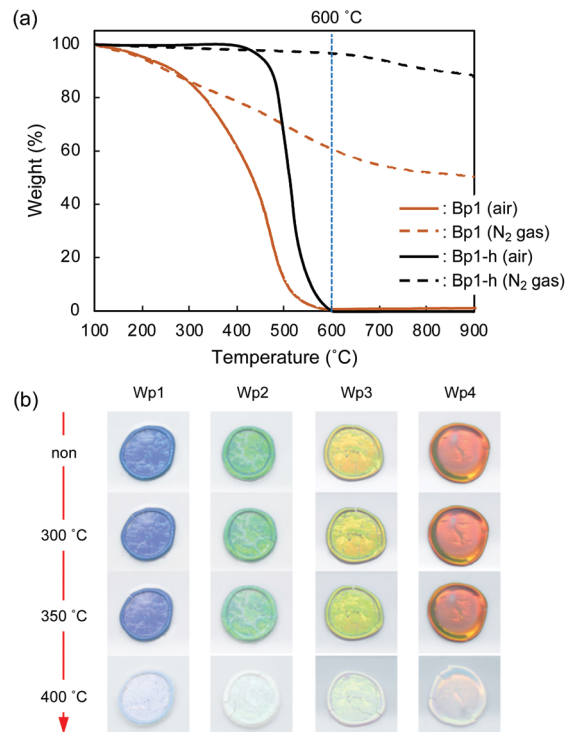 (a)
600 ˚C
100
80
60
40
20
0
Weight (%)
: Bp1 (air)
: Bp1 (N₂ gas)
: Bp1-h (air)
: Bp1-h (N₂ gas)
100 200 300 400 500 600 700 800 900
Temperature (˚C)
(b)
Wp1 Wp2 Wp3 Wp4
non
300 ˚C
350 ˚C
400 ˚C